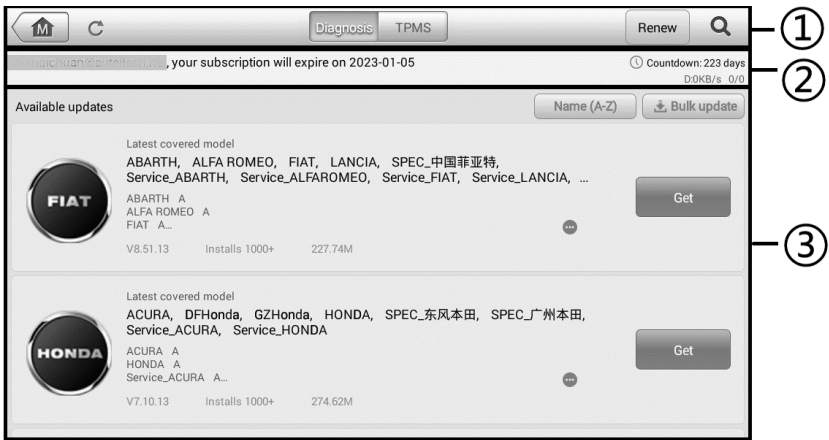 M Diagnosis TPMS Renew ①
, your subscription will expire on 2023-01-05 Countdown: 223 days
D:0KB/s 0/0 ②
Available updates Name (A-Z) Bulk update
Latest covered model
ABARTH, ALFA ROMEO, FIAT, LANCIA, SPEC_中国菲亚特,
Service_ABARTH, Service_ALFAROMEO, Service_FIAT, Service_LANCIA, ...
FIAT
ABARTH A
ALFA ROMEO A
FIAT A...
Get
V8.51.13 Installs 1000+ 227.74M
③
Latest covered model
ACURA, DFHonda, GZHonda, HONDA, SPEC_东风本田, SPEC_广州本田,
Service_ACURA, Service_HONDA
HONDA
ACURA A
HONDA A
Service_ACURA A...
Get
V7.10.13 Installs 1000+ 274.62M